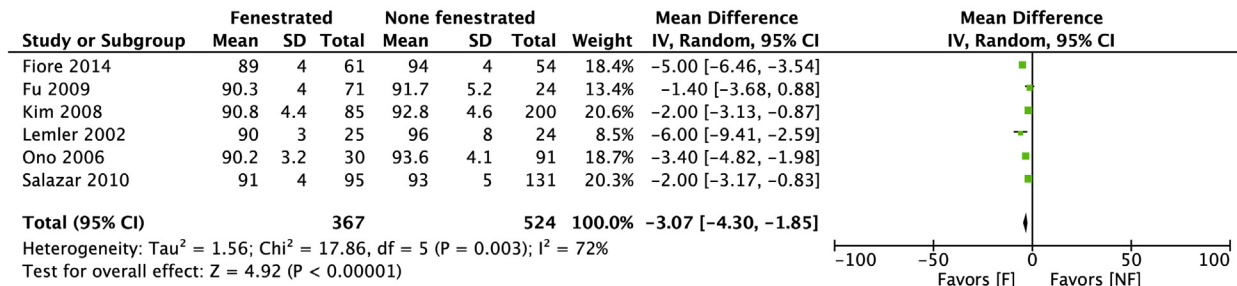 Fenestrated None fenestrated Mean Difference Mean Difference
Study or Subgroup Mean SD Total Mean SD Total Weight IV, Random, 95% CI IV, Random, 95% CI
Fiore 2014 89 4 61 94 4 54 18.4% −5.00 [−6.46, −3.54]
Fu 2009 90.3 4 71 91.7 5.2 24 13.4% −1.40 [−3.68, 0.88]
Kim 2008 90.8 4.4 85 92.8 4.6 200 20.6% −2.00 [−3.13, −0.87]
Lemler 2002 90 3 25 96 8 24 8.5% −6.00 [−9.41, −2.59]
Ono 2006 90.2 3.2 30 93.6 4.1 91 18.7% −3.40 [−4.82, −1.98]
Salazar 2010 91 4 95 93 5 131 20.3% −2.00 [−3.17, −0.83]
Total (95% CI) 367 524 100.0% −3.07 [−4.30, −1.85]
Heterogeneity: Tau² = 1.56; Chi² = 17.86, df = 5 (P = 0.003); I² = 72%
Test for overall effect: Z = 4.92 (P < 0.00001)
−100 −50 0 50 100
Favors [F] Favors [NF]